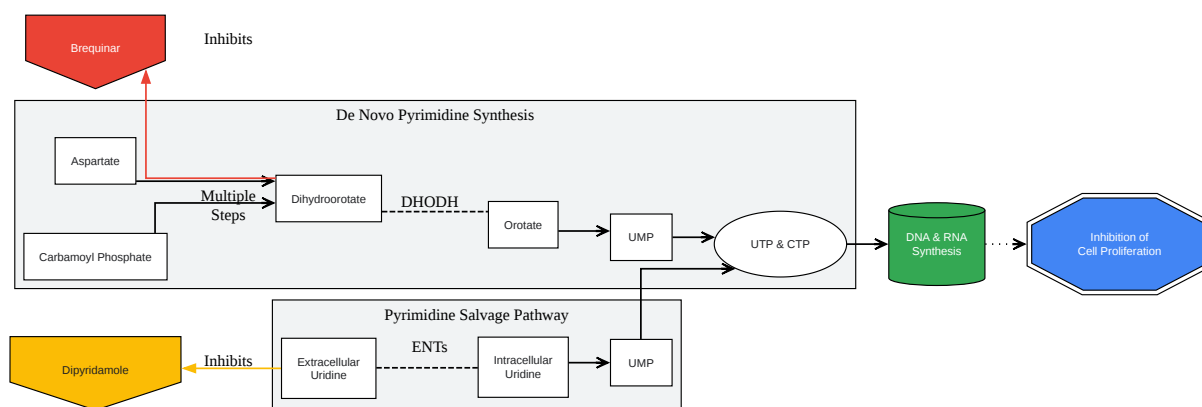 Brequinar
Inhibits
De Novo Pyrimidine Synthesis
Aspartate
Multiple
Steps
Carbamoyl Phosphate
Dihydroorotate
DHODH
Orotate
UMP
UTP & CTP
DNA & RNA
Synthesis
Inhibition of
Cell Proliferation
Pyrimidine Salvage Pathway
Dipyridamole
Inhibits
Extracellular
Uridine
ENTs
Intracellular
Uridine
UMP